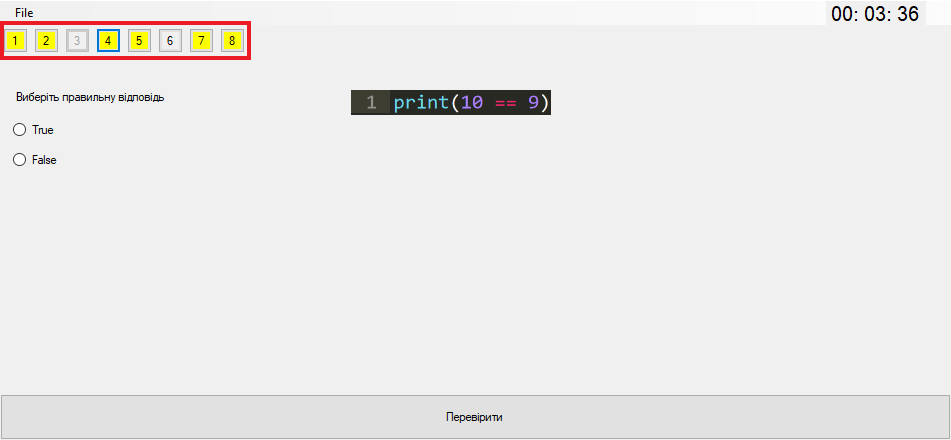 File
00: 03: 36
1 2 3 4 5 6 7 8
Виберіть правильну відповідь
1 print(10 == 9)
True
False
Перевірити